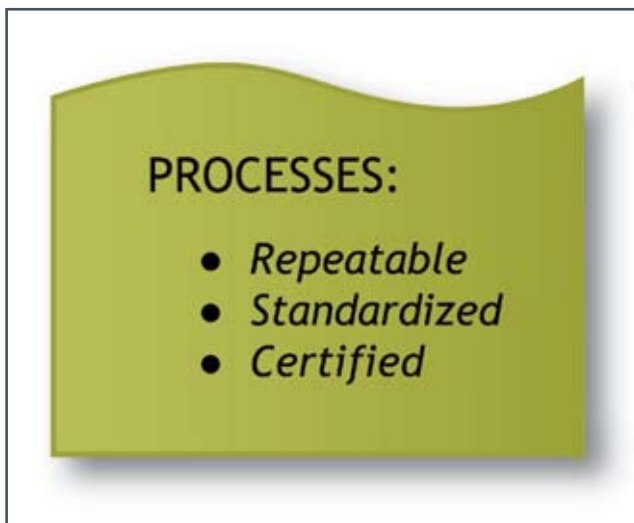 PROCESSES:
● Repeatable
● Standardized
● Certified